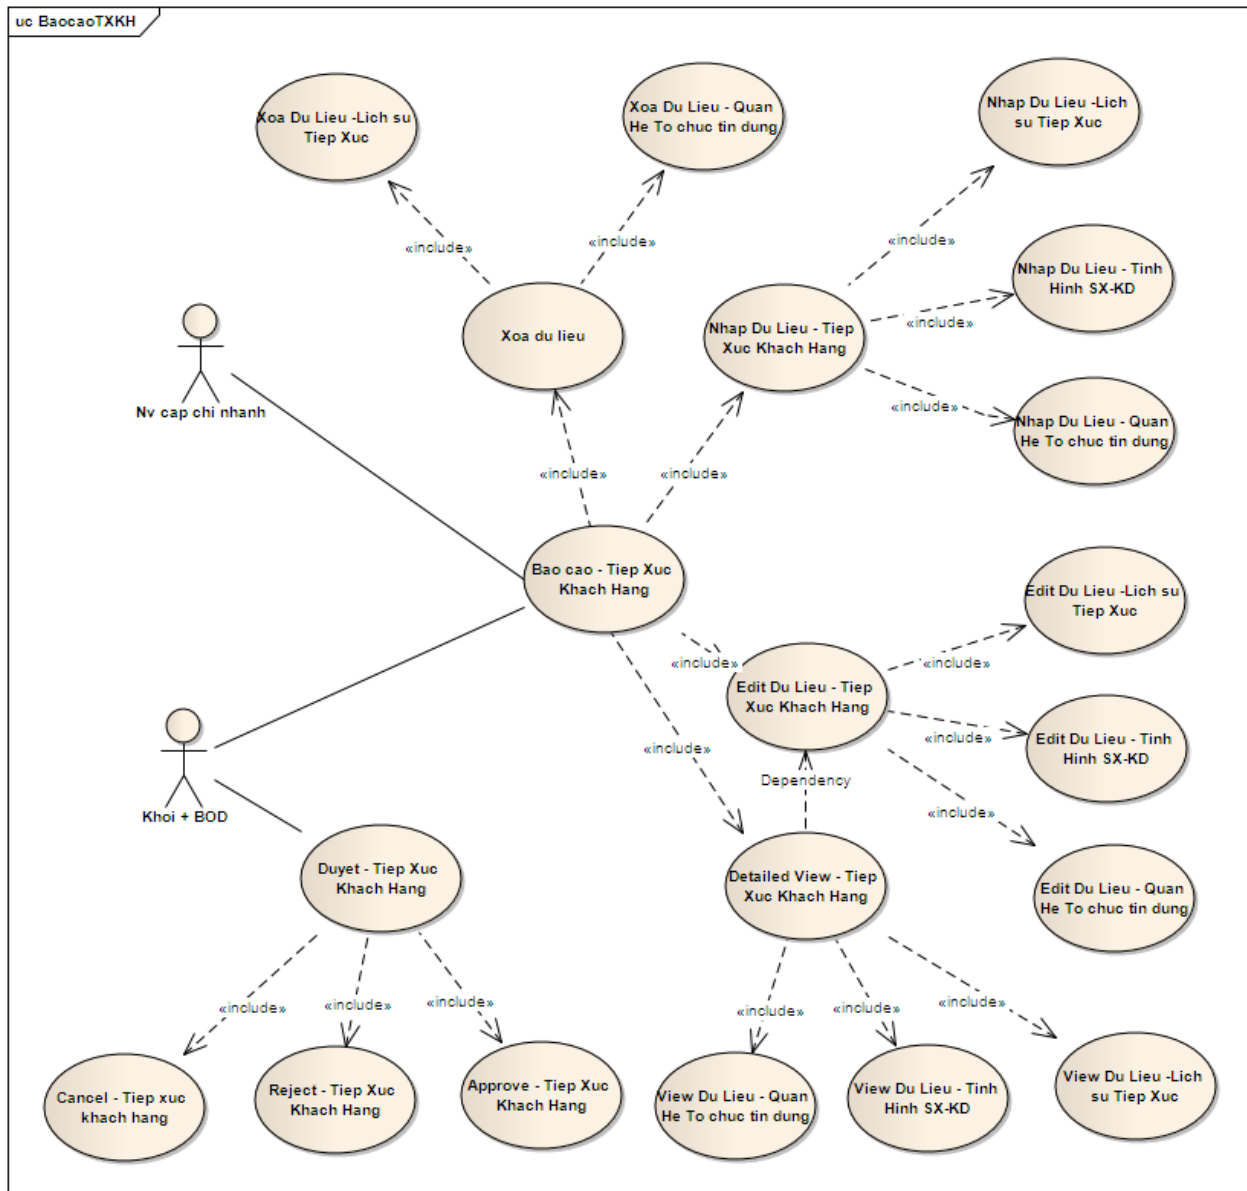 uc BaocaoTXKH
Xoa Du Lieu -Lich su
Tiep Xuc
Xoa Du Lieu - Quan
He To chuc tin dung
Nhap Du Lieu -Lich
su Tiep Xuc
«include»
«include»
«include»
Nhap Du Lieu - Tinh
Hinh SX-KD
Xoa du lieu
Nhap Du Lieu - Tiep
Xuc Khach Hang
«include»
Nv cap chi nhanh
«include»
Nhap Du Lieu - Quan
He To chuc tin dung
«include»
«include»
Bao cao - Tiep Xuc
Khach Hang
Edit Du Lieu -Lich su
Tiep Xuc
«include»
«include»
Edit Du Lieu - Tiep
Xuc Khach Hang
«include»
«include»
Edit Du Lieu - Tinh
Hinh SX-KD
Dependency
Khoi + BOD
«include»
Duyet - Tiep Xuc
Khach Hang
Detailed View - Tiep
Xuc Khach Hang
Edit Du Lieu - Quan
He To chuc tin dung
«include»
«include»
«include»
«include»
«include»
«include»
Cancel - Tiep xuc
khach hang
Reject - Tiep Xuc
Khach Hang
Approve - Tiep Xuc
Khach Hang
View Du Lieu - Quan
He To chuc tin dung
View Du Lieu - Tinh
Hinh SX-KD
View Du Lieu -Lich
su Tiep Xuc